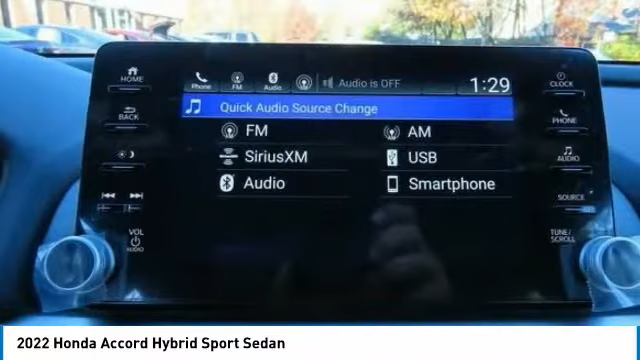 HOME
Phone FM Audio Audio is OFF 1:29
CLOCK
Quick Audio Source Change
BACK
PHONE
FM AM
SiriusXM USB
AUDIO
Audio Smartphone
SOURCE
VOL
AUDIO
TUNE/
SCROLL
2022 Honda Accord Hybrid Sport Sedan